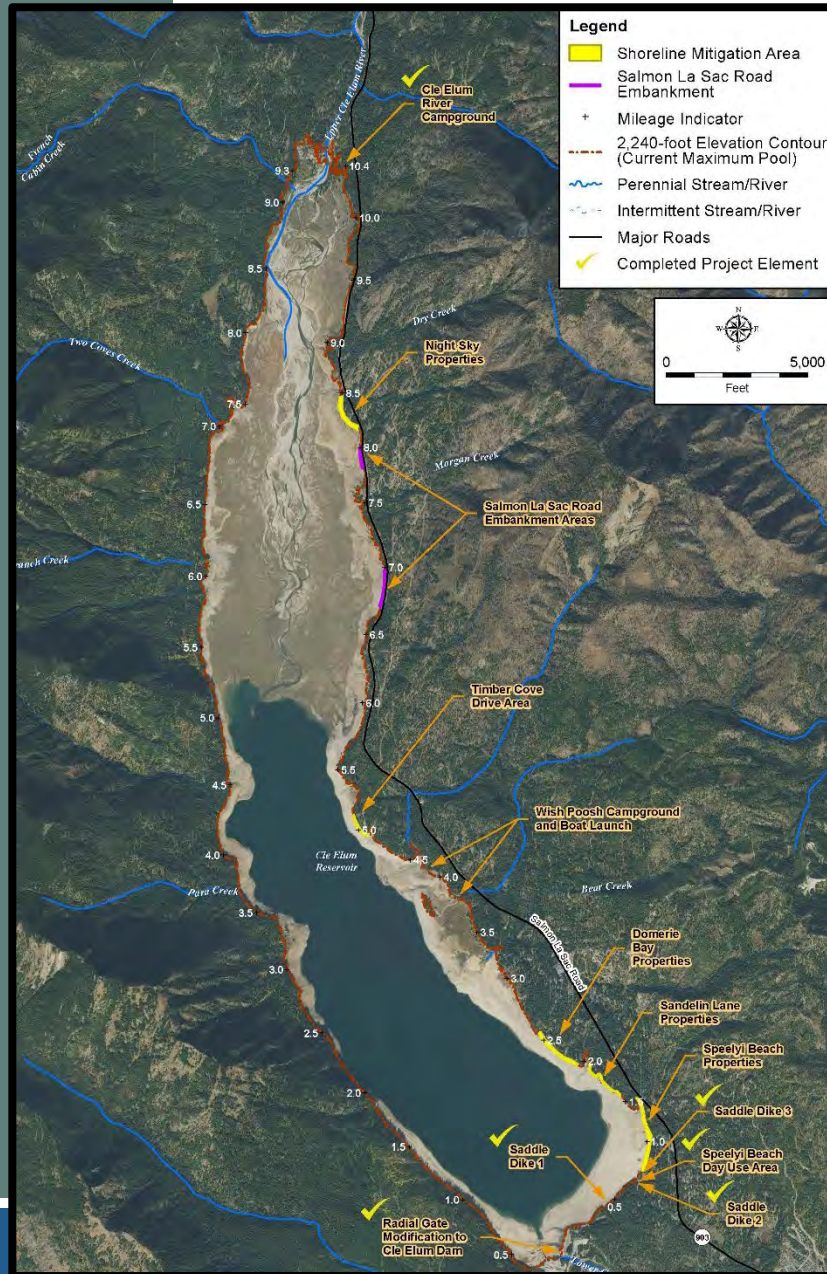 Legend
Shoreline Mitigation Area
Salmon La Sac Road
Embankment
Mileage Indicator
2,240-foot Elevation Contour
(Current Maximum Pool)
Perennial Stream/River
Intermittent Stream/River
Major Roads
Completed Project Element
N
W
E
S
0
5,000
Feet
Upper Cle Elum River
Cle Elum
River
Campground
French
Cabin Creek
9.3
10.4
9.0
10.0
8.5
9.5
Dry Creek
8.0
9.0
Two Coves Creek
Night Sky
Properties
7.5
8.5
7.0
8.0
Morgan Creek
6.5
7.5
Salmon La Sac Road
Embankment Areas
Creek
6.0
7.0
5.5
6.5
Timber Cove
Drive Area
5.0
6.0
4.5
5.5
Wish Poosh Campground
and Boat Launch
5.0
Cle Elum
Reservoir
4.0
4.5
4.0
Bear Creek
Para Creek
3.5
3.5
Salmon La Sac Road
Domerie
Bay
Properties
3.0
3.0
Sandelin Lane
Properties
2.5
2.5
2.0
Speelyi Beach
Properties
2.0
Saddle Dike 3
1.0
1.5
Saddle
Dike 1
Speelyi Beach
Day Use Area
1.0
0.5
Saddle
Dike 2
Radial Gate
Modification to
Cle Elum Dam
0.5
903
Lower